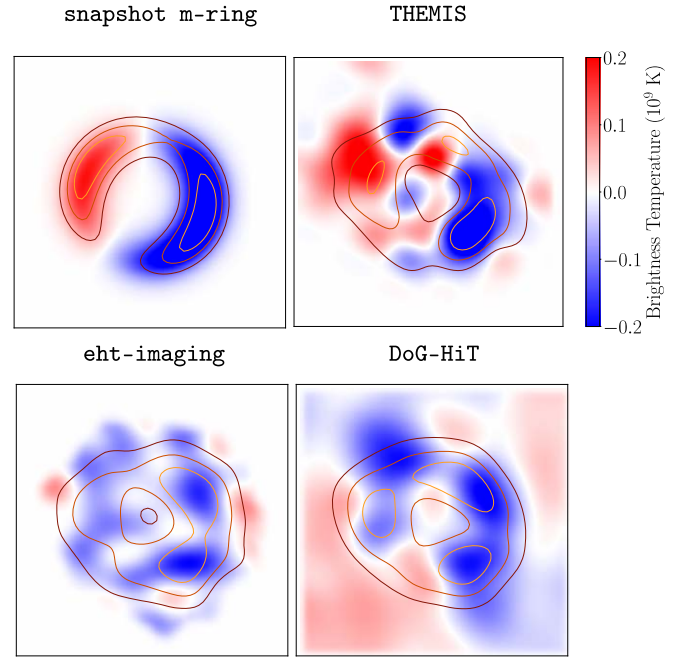 snapshot m-ring
THEMIS
0.2
0.1
0.0
−0.1
−0.2
Brightness Temperature (10⁹ K)
eht-imaging
DoG-HiT